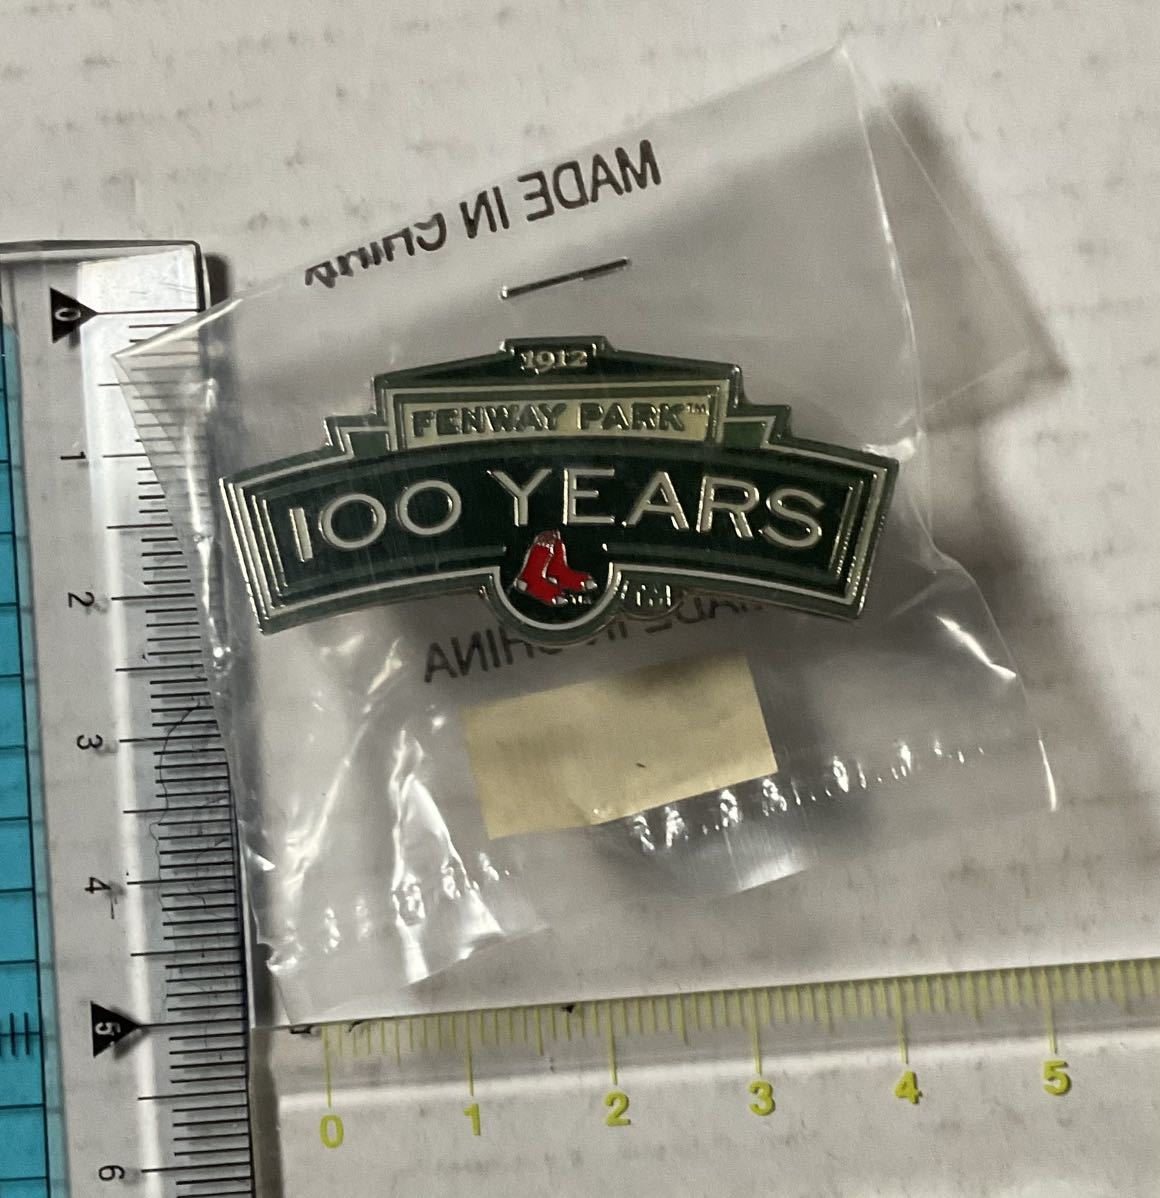 MADE IN CHINA
1912
FENWAY PARK™
100 YEARS
TM
MADE IN CHINA
0
1
2
3
4
5
6
0 1 2 3 4 5